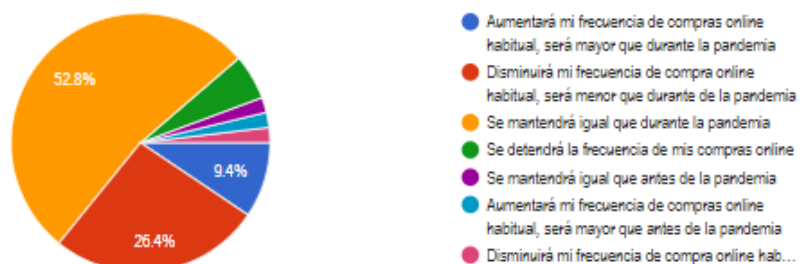 52.8%
9.4%
26.4%
Aumentará mi frecuencia de compras online
habitual, será mayor que durante la pandemia
Disminuirá mi frecuencia de compra online
habitual, será menor que durante de la pandemia
Se mantendrá igual que durante la pandemia
Se detendrá la frecuencia de mis compras online
Se mantendrá igual que antes de la pandemia
Aumentará mi frecuencia de compras online
habitual, será mayor que antes de la pandemia
Disminuirá mi frecuencia de compra online hab...